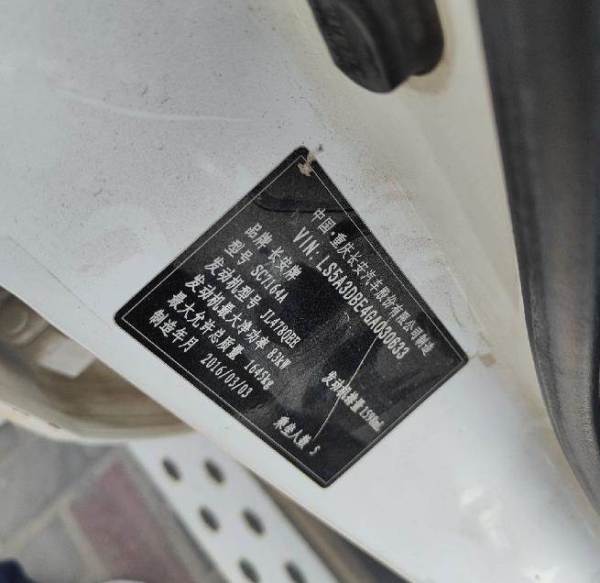 中国·重庆长安汽车股份有限公司制造
VIN: LS5A3DBE4GA030633
品牌 长安牌
型号 SC7164A
发动机型号 JL478QEE 发动机排量 1598ml
发动机最大净功率 83kW
最大允许总质量 1645kg
制造年月 2016/03/03 乘坐人数 5